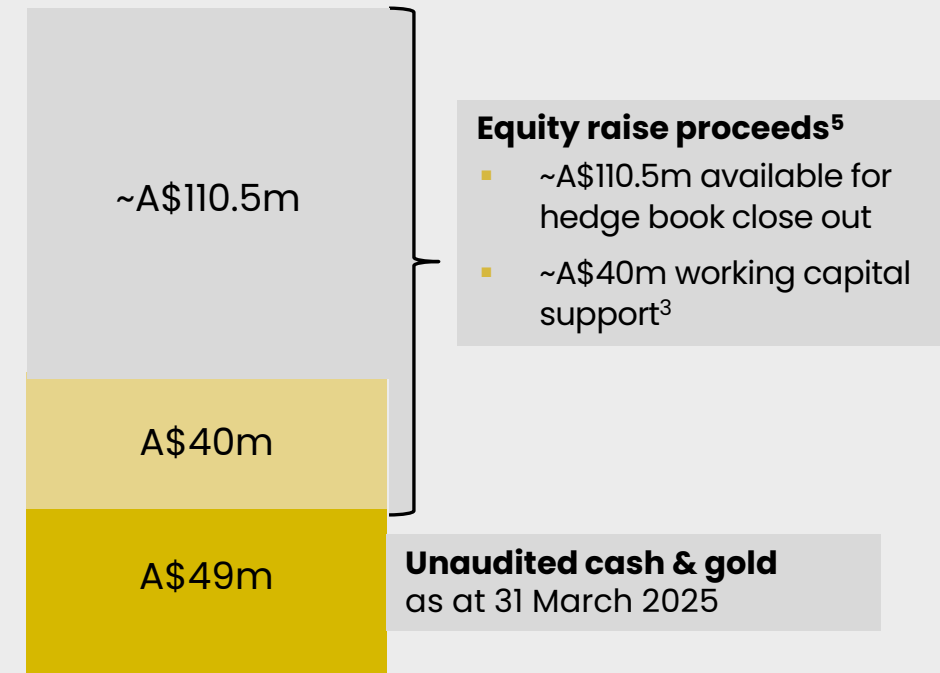 ~A$110.5m
A$40m
A$49m
Equity raise proceeds⁵
▪ ~A$110.5m available for
hedge book close out
▪ ~A$40m working capital
support³
Unaudited cash & gold
as at 31 March 2025